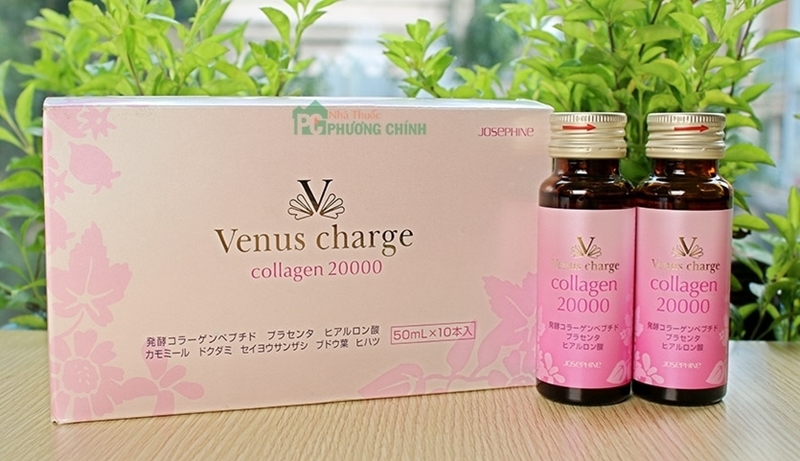 Nhà Thuốc
PC PHƯƠNG CHÍNH
JOSEPHINE
V
Venus charge
collagen 20000
発酵コラーゲンペプチド プラセンタ ヒアルロン酸
カモミール ドクダミ セイヨウサンザシ ブドウ葉 ヒハツ
50mL×10本入
V
Venus charge
collagen
20000
発酵コラーゲンペプチド
プラセンタ
ヒアルロン酸
JOSEPHINE
V
Venus charge
collagen
20000
発酵コラーゲンペプチド
プラセンタ
ヒアルロン酸
JOSEPHINE